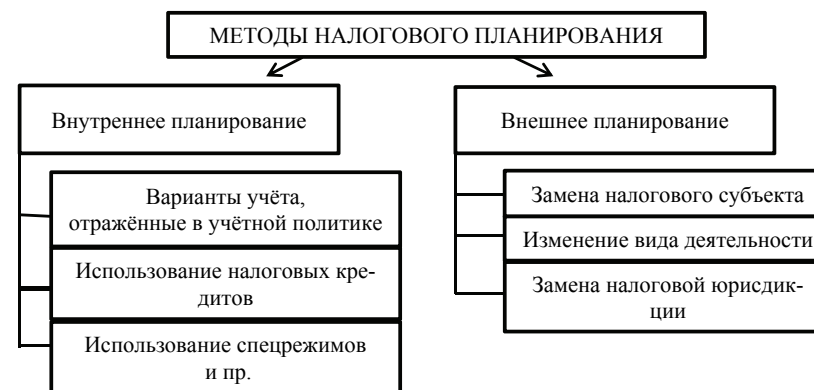 МЕТОДЫ НАЛОГОВОГО ПЛАНИРОВАНИЯ
Внутреннее планирование
Варианты учёта,
отражённые в учётной политике
Использование налоговых кре-
дитов
Использование спецрежимов
и пр.
Внешнее планирование
Замена налогового субъекта
Изменение вида деятельности
Замена налоговой юрисдик-
ции